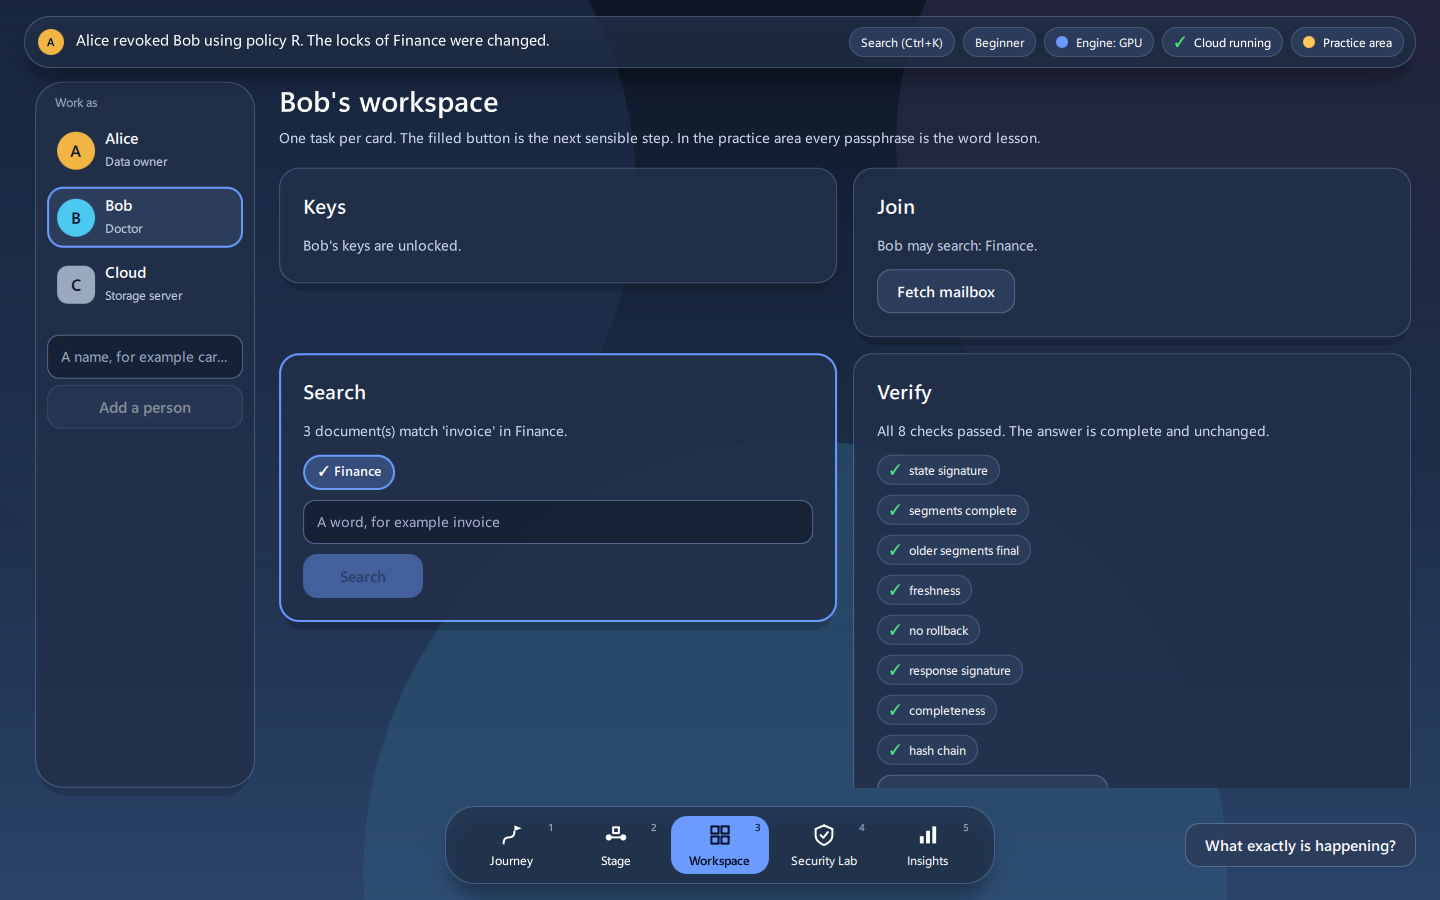 A
Alice revoked Bob using policy R. The locks of Finance were changed.
Search (Ctrl+K)
Beginner
Engine: GPU
Cloud running
Practice area
Work as
A
Alice
Data owner
B
Bob
Doctor
C
Cloud
Storage server
A name, for example car...
Add a person
Bob's workspace
One task per card. The filled button is the next sensible step. In the practice area every passphrase is the word lesson.
Keys
Bob's keys are unlocked.
Join
Bob may search: Finance.
Fetch mailbox
Search
3 document(s) match 'invoice' in Finance.
✓ Finance
A word, for example invoice
Search
Verify
All 8 checks passed. The answer is complete and unchanged.
✓ state signature
✓ segments complete
✓ older segments final
✓ freshness
✓ no rollback
✓ response signature
✓ completeness
✓ hash chain
Journey 1
Stage 2
Workspace 3
Security Lab 4
Insights 5
What exactly is happening?